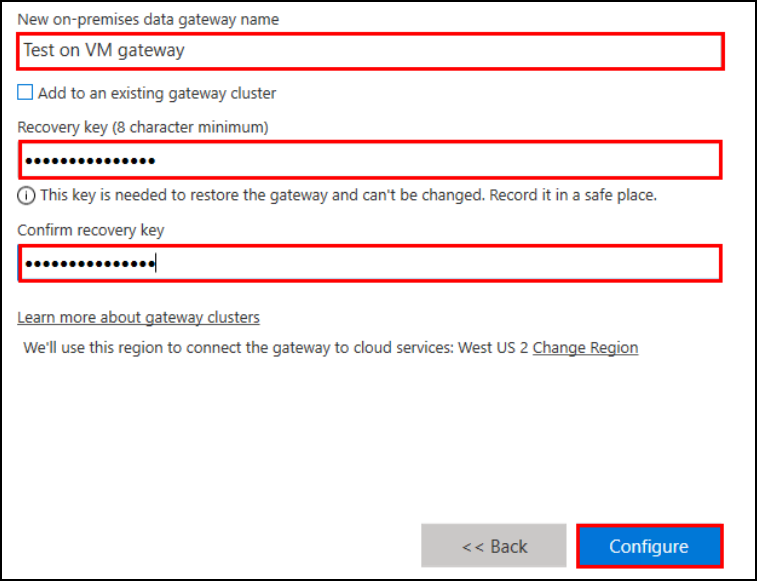 New on-premises data gateway name
Test on VM gateway
Add to an existing gateway cluster
Recovery key (8 character minimum)
●●●●●●●●●●●●●●●
This key is needed to restore the gateway and can't be changed. Record it in a safe place.
Confirm recovery key
●●●●●●●●●●●●●●●
Learn more about gateway clusters
We'll use this region to connect the gateway to cloud services: West US 2 Change Region
<< Back Configure